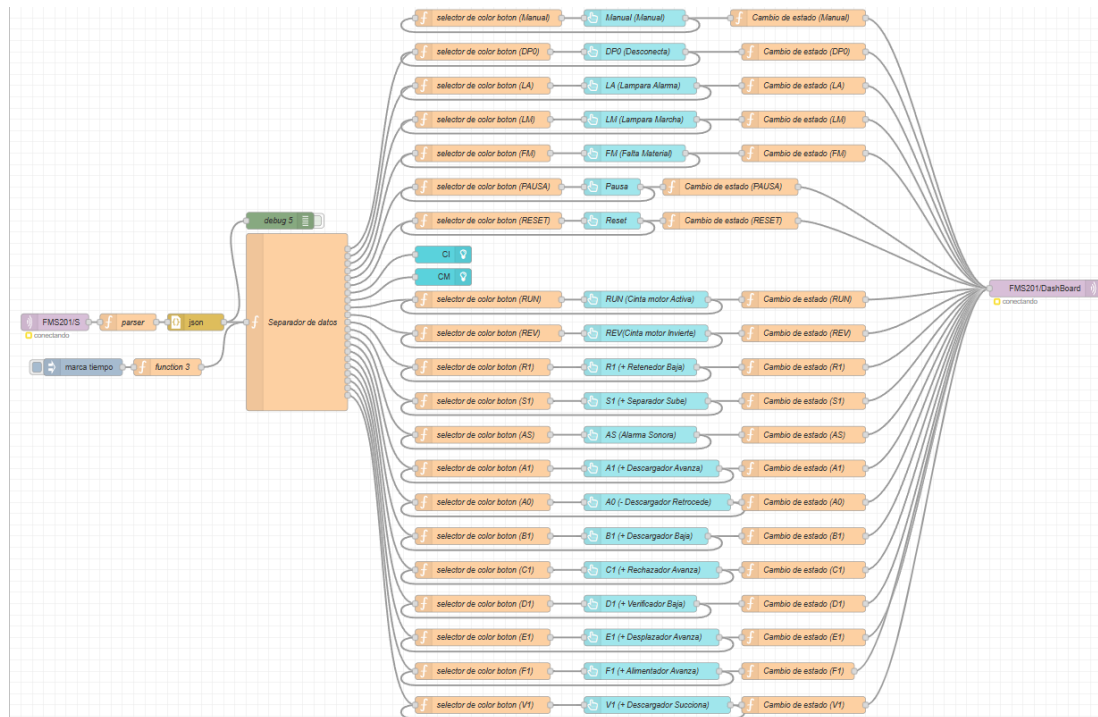 selector de color boton (Manual) Manual (Manual) Cambio de estado (Manual)
selector de color boton (DP0) DP0 (Desconecta) Cambio de estado (DP0)
selector de color boton (LA) LA (Lampara Alarma) Cambio de estado (LA)
selector de color boton (LM) LM (Lampara Marcha) Cambio de estado (LM)
selector de color boton (FM) FM (Falta Material) Cambio de estado (FM)
selector de color boton (PAUSA) Pausa Cambio de estado (PAUSA)
debug 5 selector de color boton (RESET) Reset Cambio de estado (RESET)
CI
CM
FMS201/DashBoard
conectando
selector de color boton (RUN) RUN (Cinta motor Activa) Cambio de estado (RUN)
FMS201/S parser json Separador de datos
conectando
selector de color boton (REV) REV(Cinta motor Invierte) Cambio de estado (REV)
marca tiempo function 3 selector de color boton (R1) R1 (+ Retenedor Baja) Cambio de estado (R1)
selector de color boton (S1) S1 (+ Separador Sube) Cambio de estado (S1)
selector de color boton (AS) AS (Alarma Sonora) Cambio de estado (AS)
selector de color boton (A1) A1 (+ Descargador Avanza) Cambio de estado (A1)
selector de color boton (A0) A0 (- Descargador Retrocede) Cambio de estado (A0)
selector de color boton (B1) B1 (+ Descargador Baja) Cambio de estado (B1)
selector de color boton (C1) C1 (+ Rechazador Avanza) Cambio de estado (C1)
selector de color boton (D1) D1 (+ Verificador Baja) Cambio de estado (D1)
selector de color boton (E1) E1 (+ Desplazador Avanza) Cambio de estado (E1)
selector de color boton (F1) F1 (+ Alimentador Avanza) Cambio de estado (F1)
selector de color boton (V1) V1 (+ Descargador Succiona) Cambio de estado (V1)